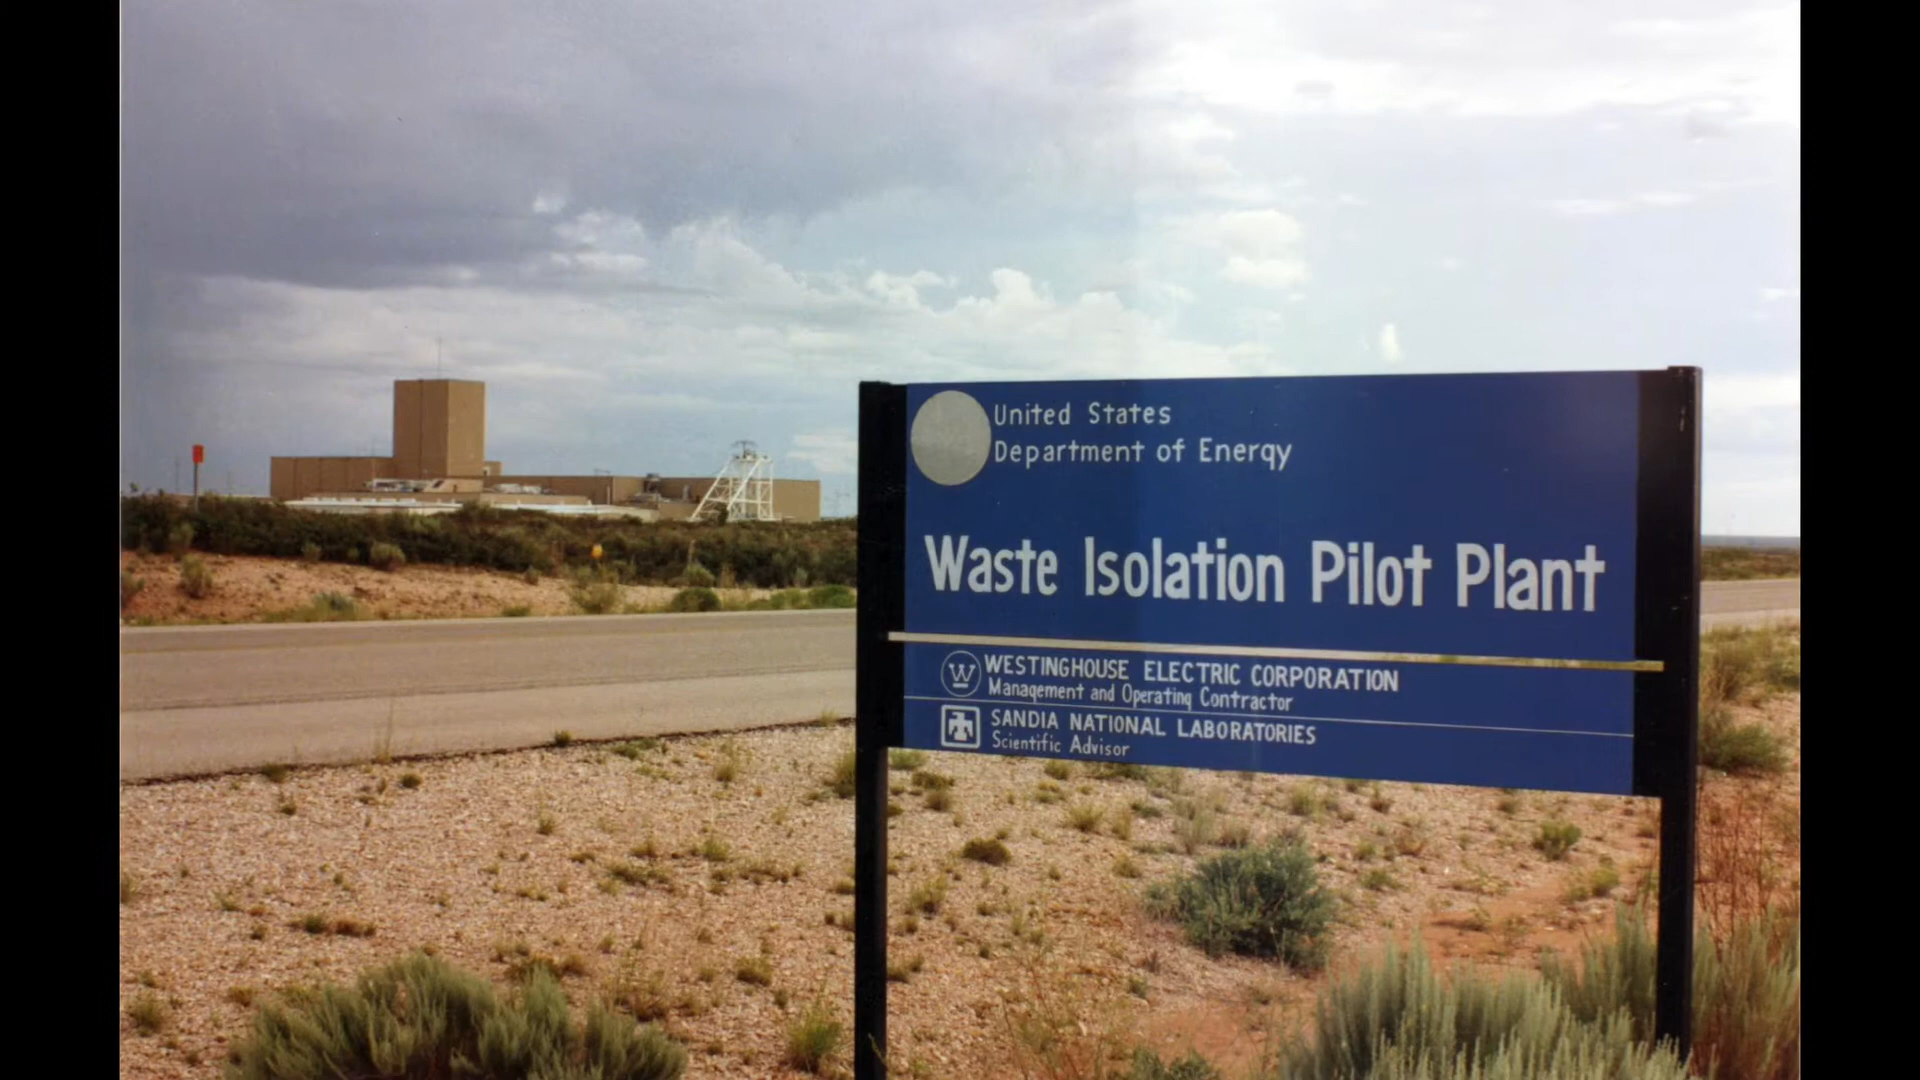 United States
Department of Energy
Waste Isolation Pilot Plant
W WESTINGHOUSE ELECTRIC CORPORATION
Management and Operating Contractor
SANDIA NATIONAL LABORATORIES
Scientific Advisor